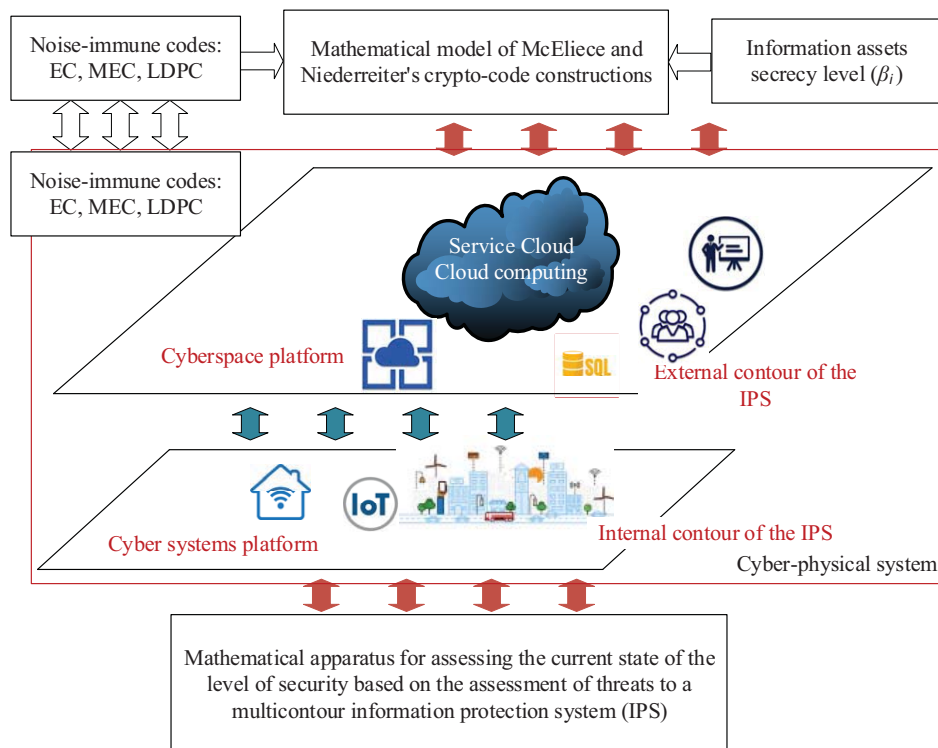 Noise-immune codes:
EC, MEC, LDPC
Mathematical model of McEliece and
Niederreiter's crypto-code constructions
Information assets
secrecy level (βi)
Noise-immune codes:
EC, MEC, LDPC
Service Cloud
Cloud computing
Cyberspace platform
SQL
External contour of the
IPS
IoT
Cyber systems platform
Internal contour of the IPS
Cyber-physical system
Mathematical apparatus for assessing the current state of the
level of security based on the assessment of threats to a
multicontour information protection system (IPS)